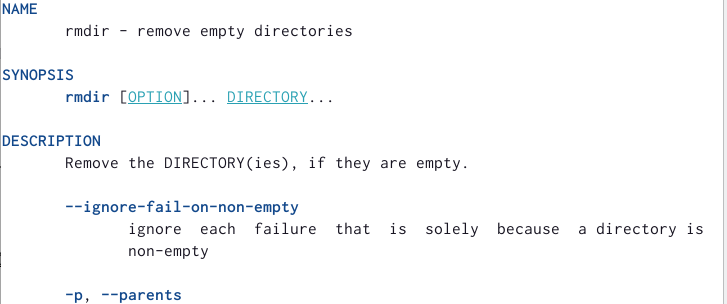 NAME
rmdir - remove empty directories
SYNOPSIS
rmdir [OPTION]... DIRECTORY...
DESCRIPTION
Remove the DIRECTORY(ies), if they are empty.
--ignore-fail-on-non-empty
ignore each failure that is solely because a directory is
non-empty
-p, --parents